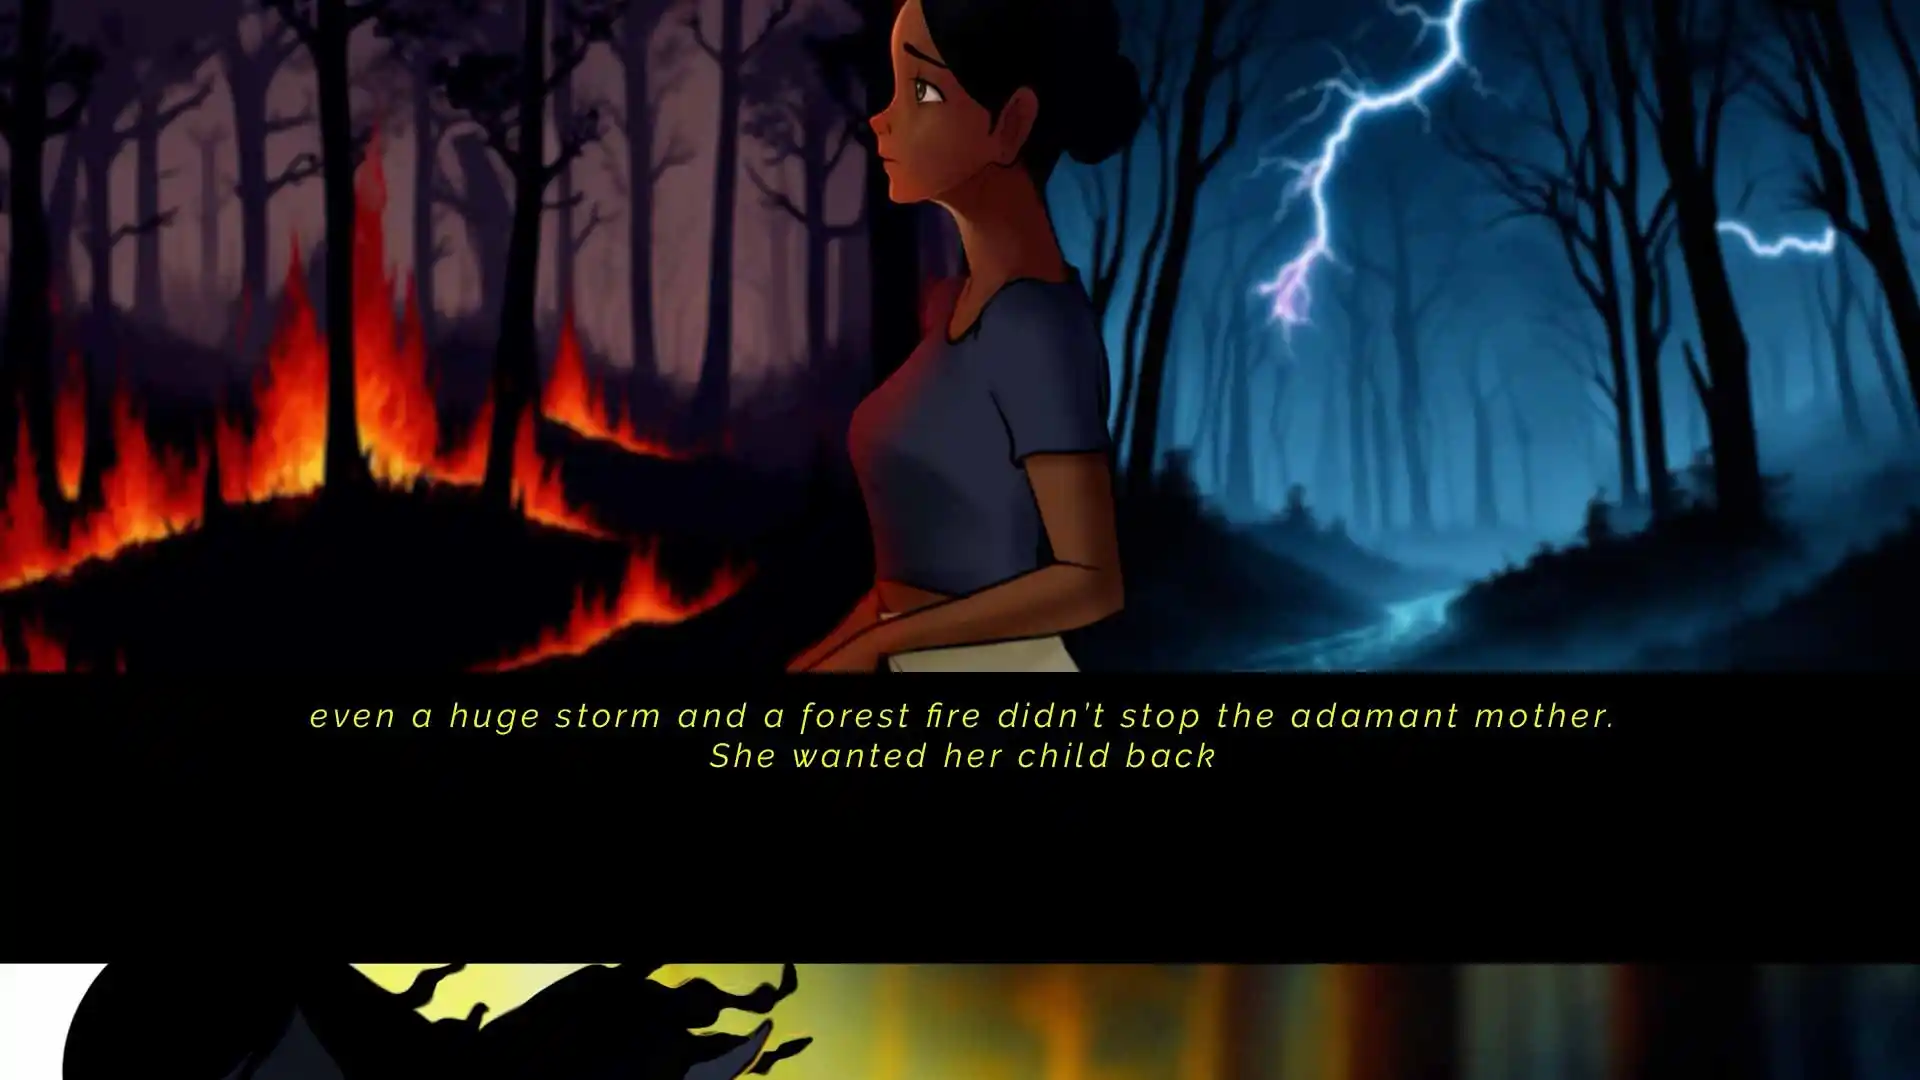 even a huge storm and a forest fire didn't stop the adamant mother.
She wanted her child back